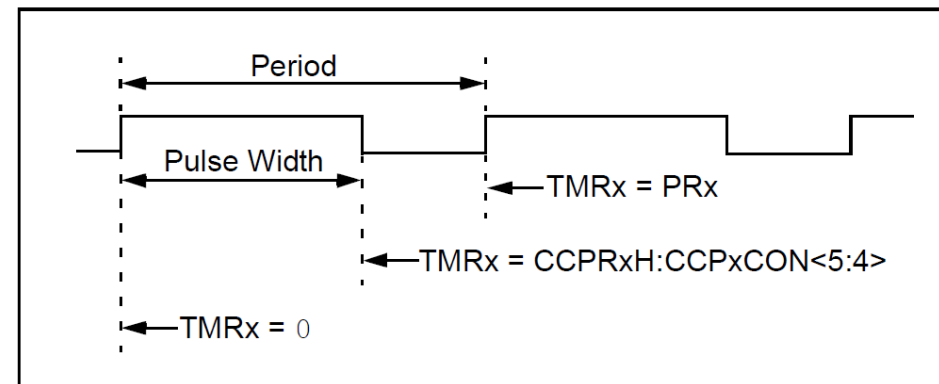 Period
Pulse Width
TMRx = PRx
TMRx = CCPRxH:CCPxCON<5:4>
TMRx = 0